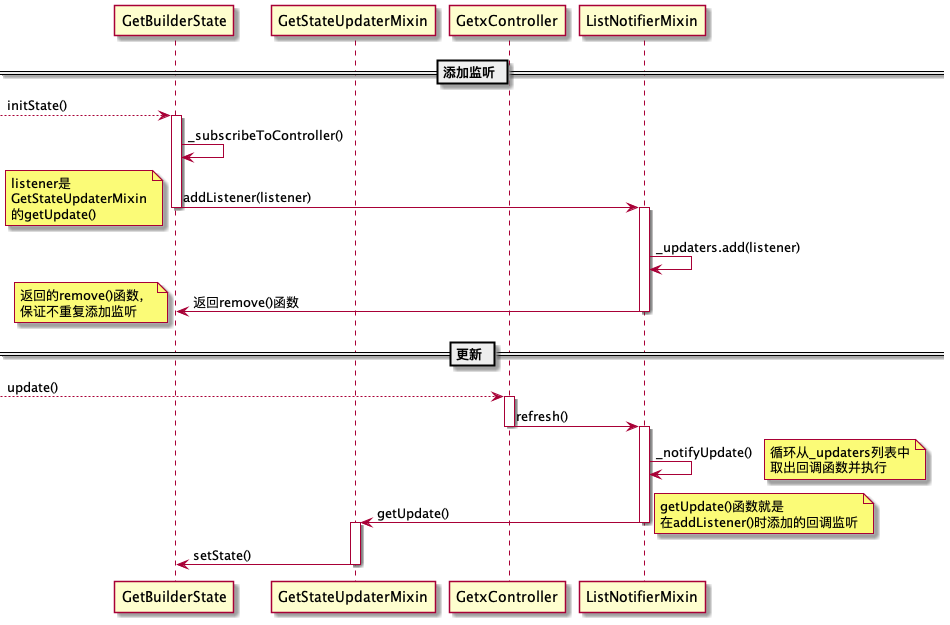 GetBuilderState
GetStateUpdaterMixin
GetxController
ListNotifierMixin
添加监听
initState()
_subscribeToController()
listener是
GetStateUpdaterMixin
的getUpdate()
addListener(listener)
_updaters.add(listener)
返回的remove()函数,
保证不重复添加监听
返回remove()函数
更新
update()
refresh()
_notifyUpdate()
循环从_updaters列表中
取出回调函数并执行
getUpdate()函数就是
在addListener()时添加的回调监听
getUpdate()
setState()
GetBuilderState
GetStateUpdaterMixin
GetxController
ListNotifierMixin